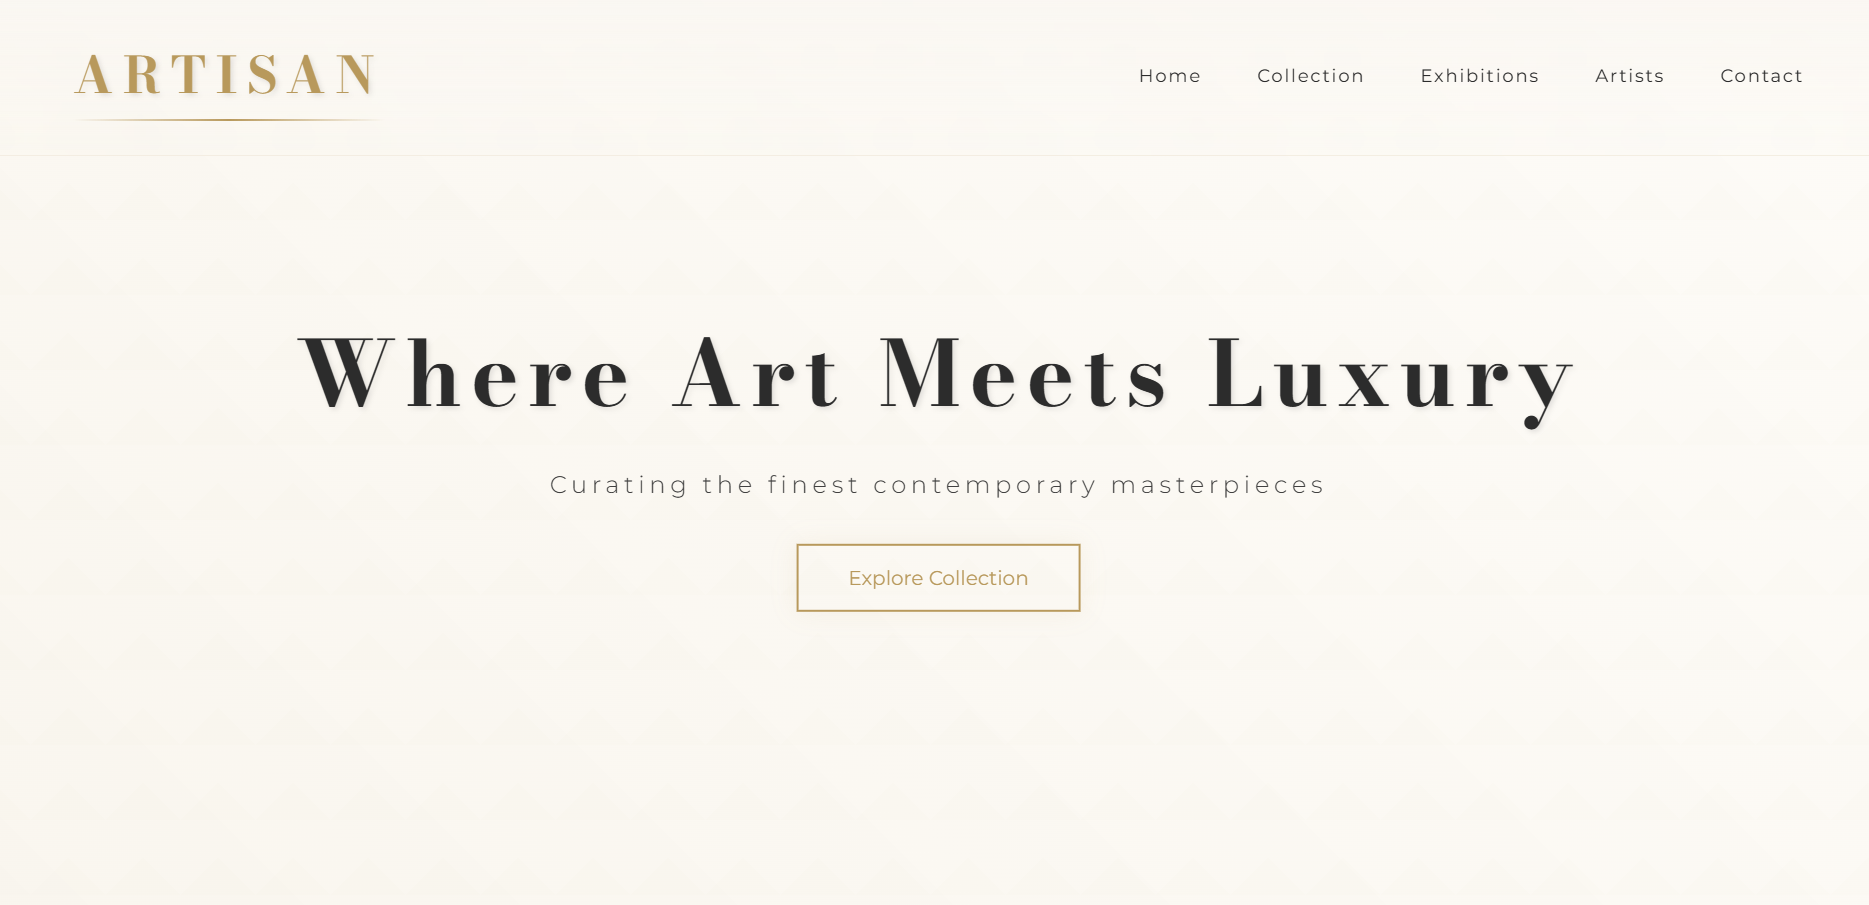 ARTISAN
Home Collection Exhibitions Artists Contact
Where Art Meets Luxury
Curating the finest contemporary masterpieces
Explore Collection